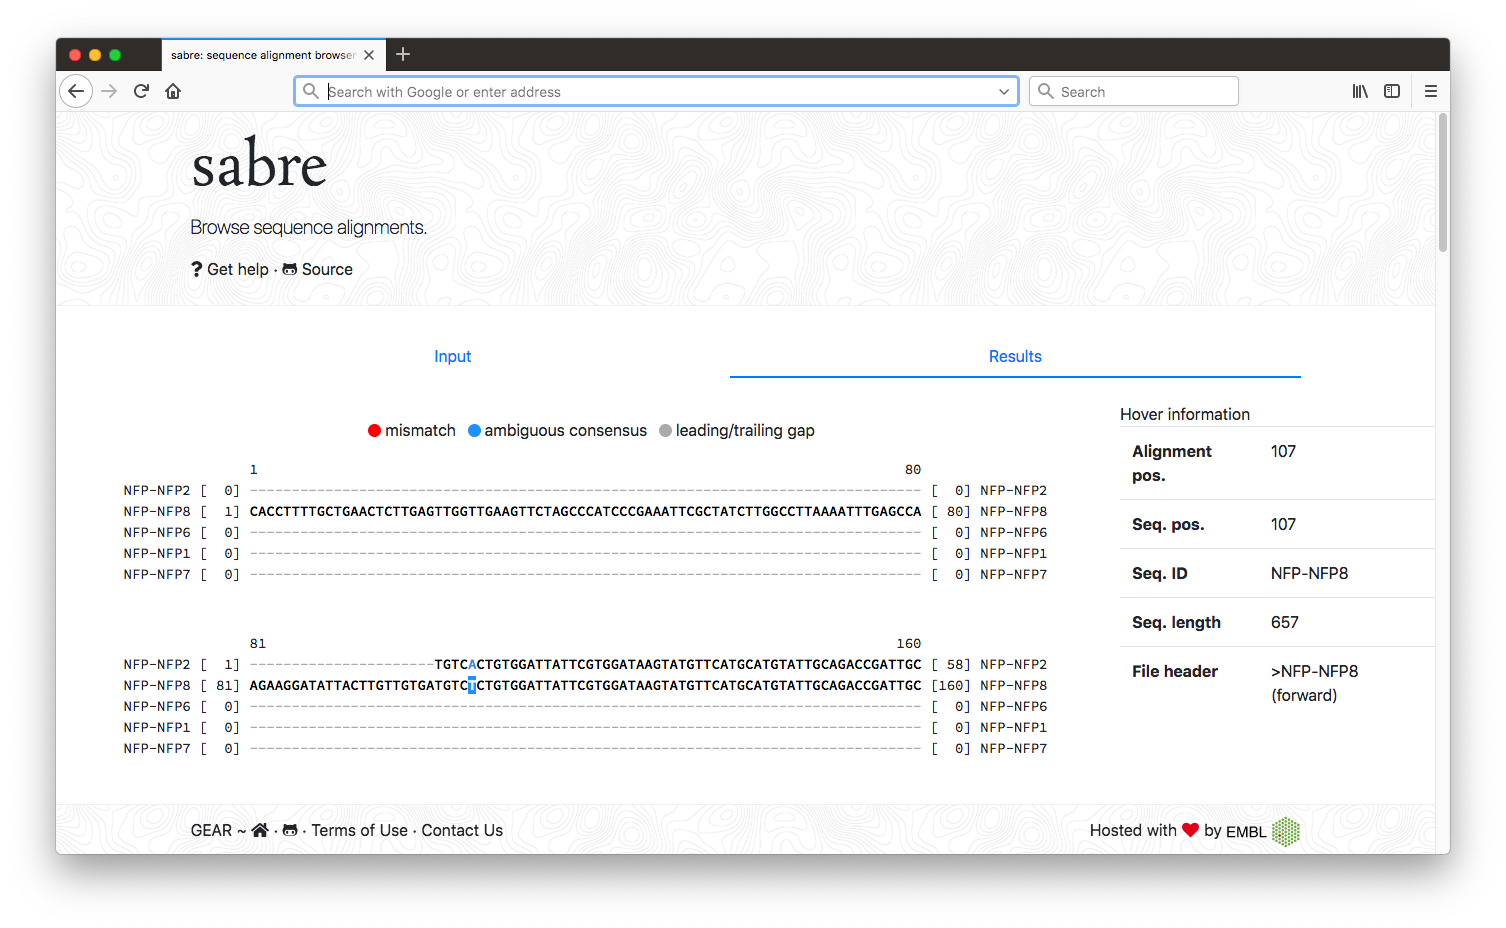 sabre: sequence alignment browser
Search with Google or enter address
Search
sabre
Browse sequence alignments.
? Get help · Source
Input
Results
mismatch ambiguous consensus leading/trailing gap
1 80
NFP-NFP2 [ 0] -------------------------------------------------------------------------------- [ 0] NFP-NFP2
NFP-NFP8 [ 1] CACCTTTTGCTGAACTCTTGAGTTGGTTGAAGTTCTAGCCCATCCCGAAATTCGCTATCTTGGCCTTAAAATTTGAGCCA [ 80] NFP-NFP8
NFP-NFP6 [ 0] -------------------------------------------------------------------------------- [ 0] NFP-NFP6
NFP-NFP1 [ 0] -------------------------------------------------------------------------------- [ 0] NFP-NFP1
NFP-NFP7 [ 0] -------------------------------------------------------------------------------- [ 0] NFP-NFP7
81 160
NFP-NFP2 [ 1] ----------------------TGTCACTGTGGATTATTCGTGGATAAGTATGTTCATGCATGTATTGCAGACCGATTGC [ 58] NFP-NFP2
NFP-NFP8 [ 81] AGAAGGATATTACTTGTTGTGATGTCTCTGTGGATTATTCGTGGATAAGTATGTTCATGCATGTATTGCAGACCGATTGC [160] NFP-NFP8
NFP-NFP6 [ 0] -------------------------------------------------------------------------------- [ 0] NFP-NFP6
NFP-NFP1 [ 0] -------------------------------------------------------------------------------- [ 0] NFP-NFP1
NFP-NFP7 [ 0] -------------------------------------------------------------------------------- [ 0] NFP-NFP7
Hover information
Alignment 107
pos.
Seq. pos. 107
Seq. ID NFP-NFP8
Seq. length 657
File header >NFP-NFP8
(forward)
GEAR ~ · · Terms of Use · Contact Us
Hosted with ❤ by EMBL